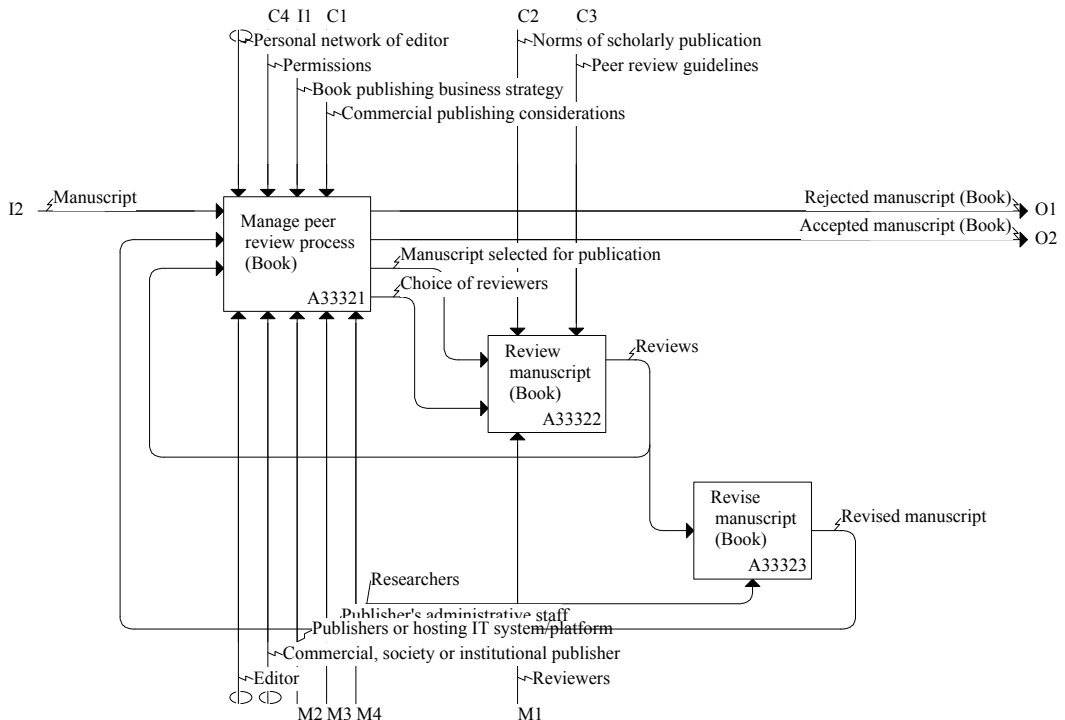 C4 I1 C1 C2 C3
Personal network of editor
Norms of scholarly publication
Permissions
Peer review guidelines
Book publishing business strategy
Commercial publishing considerations
I2
Manuscript
Rejected manuscript (Book)
O1
Accepted manuscript (Book)
O2
Manage peer
review process
(Book)
A33321
Manuscript selected for publication
Choice of reviewers
Review
manuscript
(Book)
A33322
Reviews
Revise
manuscript
(Book)
A33323
Revised manuscript
Researchers
Publisher's administrative staff
Publishers or hosting IT system/platform
Commercial, society or institutional publisher
Editor
Reviewers
M2 M3 M4 M1